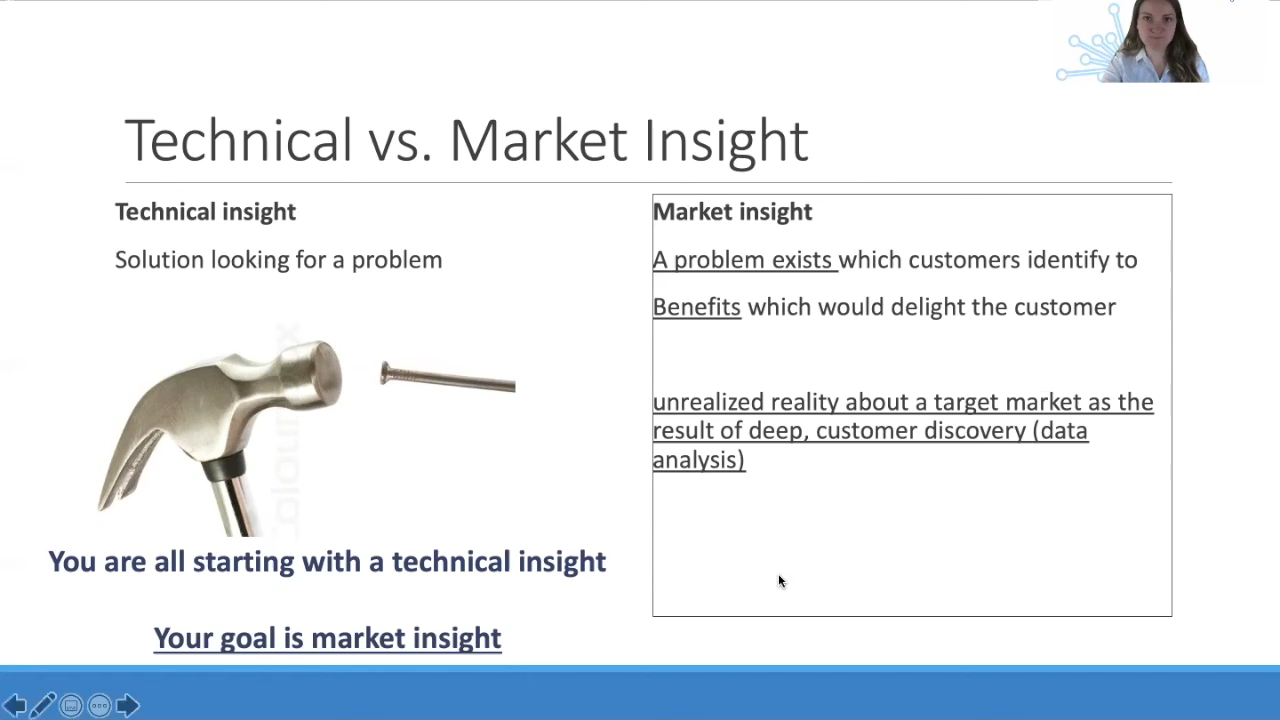 Technical vs. Market Insight
Technical insight
Solution looking for a problem
You are all starting with a technical insight
Your goal is market insight
Market insight
A problem exists which customers identify to
Benefits which would delight the customer
unrealized reality about a target market as the
result of deep, customer discovery (data
analysis)